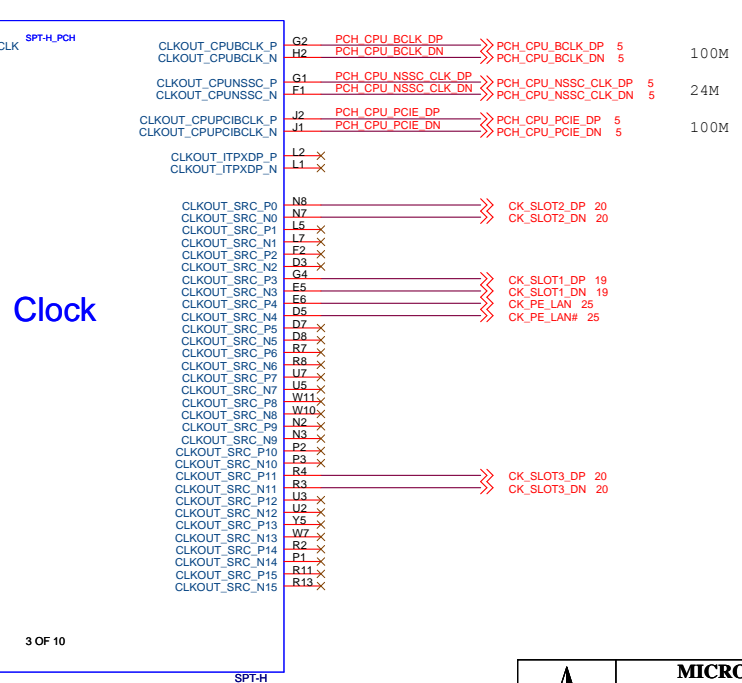 CLK SPT-H_PCH
CLKOUT_CPUBCLK_P G2 PCH_CPU_BCLK_DP PCH_CPU_BCLK_DP 5
CLKOUT_CPUBCLK_N H2 PCH_CPU_BCLK_DN PCH_CPU_BCLK_DN 5 100M
CLKOUT_CPUNSSC_P G1 PCH_CPU_NSSC_CLK_DP PCH_CPU_NSSC_CLK_DP 5
CLKOUT_CPUNSSC_N F1 PCH_CPU_NSSC_CLK_DN PCH_CPU_NSSC_CLK_DN 5 24M
CLKOUT_CPUPCIBCLK_P J2 PCH_CPU_PCIE_DP PCH_CPU_PCIE_DP 5
CLKOUT_CPUPCIBCLK_N J1 PCH_CPU_PCIE_DN PCH_CPU_PCIE_DN 5 100M
CLKOUT_ITPXDP_P L2
CLKOUT_ITPXDP_N L1
CLKOUT_SRC_P0 N8 CK_SLOT2_DP 20
CLKOUT_SRC_N0 N7 CK_SLOT2_DN 20
CLKOUT_SRC_P1 L5
CLKOUT_SRC_N1 L7
CLKOUT_SRC_P2 F2
CLKOUT_SRC_N2 D3
CLKOUT_SRC_P3 G4 CK_SLOT1_DP 19
CLKOUT_SRC_N3 E5 CK_SLOT1_DN 19
CLKOUT_SRC_P4 E6 CK_PE_LAN 25
CLKOUT_SRC_N4 D5 CK_PE_LAN# 25
Clock
CLKOUT_SRC_P5 D7
CLKOUT_SRC_N5 D8
CLKOUT_SRC_P6 R7
CLKOUT_SRC_N6 R8
CLKOUT_SRC_P7 U7
CLKOUT_SRC_N7 U5
CLKOUT_SRC_P8 W11
CLKOUT_SRC_N8 W10
CLKOUT_SRC_P9 N2
CLKOUT_SRC_N9 N3
CLKOUT_SRC_P10 P2
CLKOUT_SRC_N10 P3
CLKOUT_SRC_P11 R4 CK_SLOT3_DP 20
CLKOUT_SRC_N11 R3 CK_SLOT3_DN 20
CLKOUT_SRC_P12 U3
CLKOUT_SRC_N12 U2
CLKOUT_SRC_P13 Y5
CLKOUT_SRC_N13 W7
CLKOUT_SRC_P14 R2
CLKOUT_SRC_N14 P1
CLKOUT_SRC_P15 R11
CLKOUT_SRC_N15 R13
3 OF 10
SPT-H
MICRO